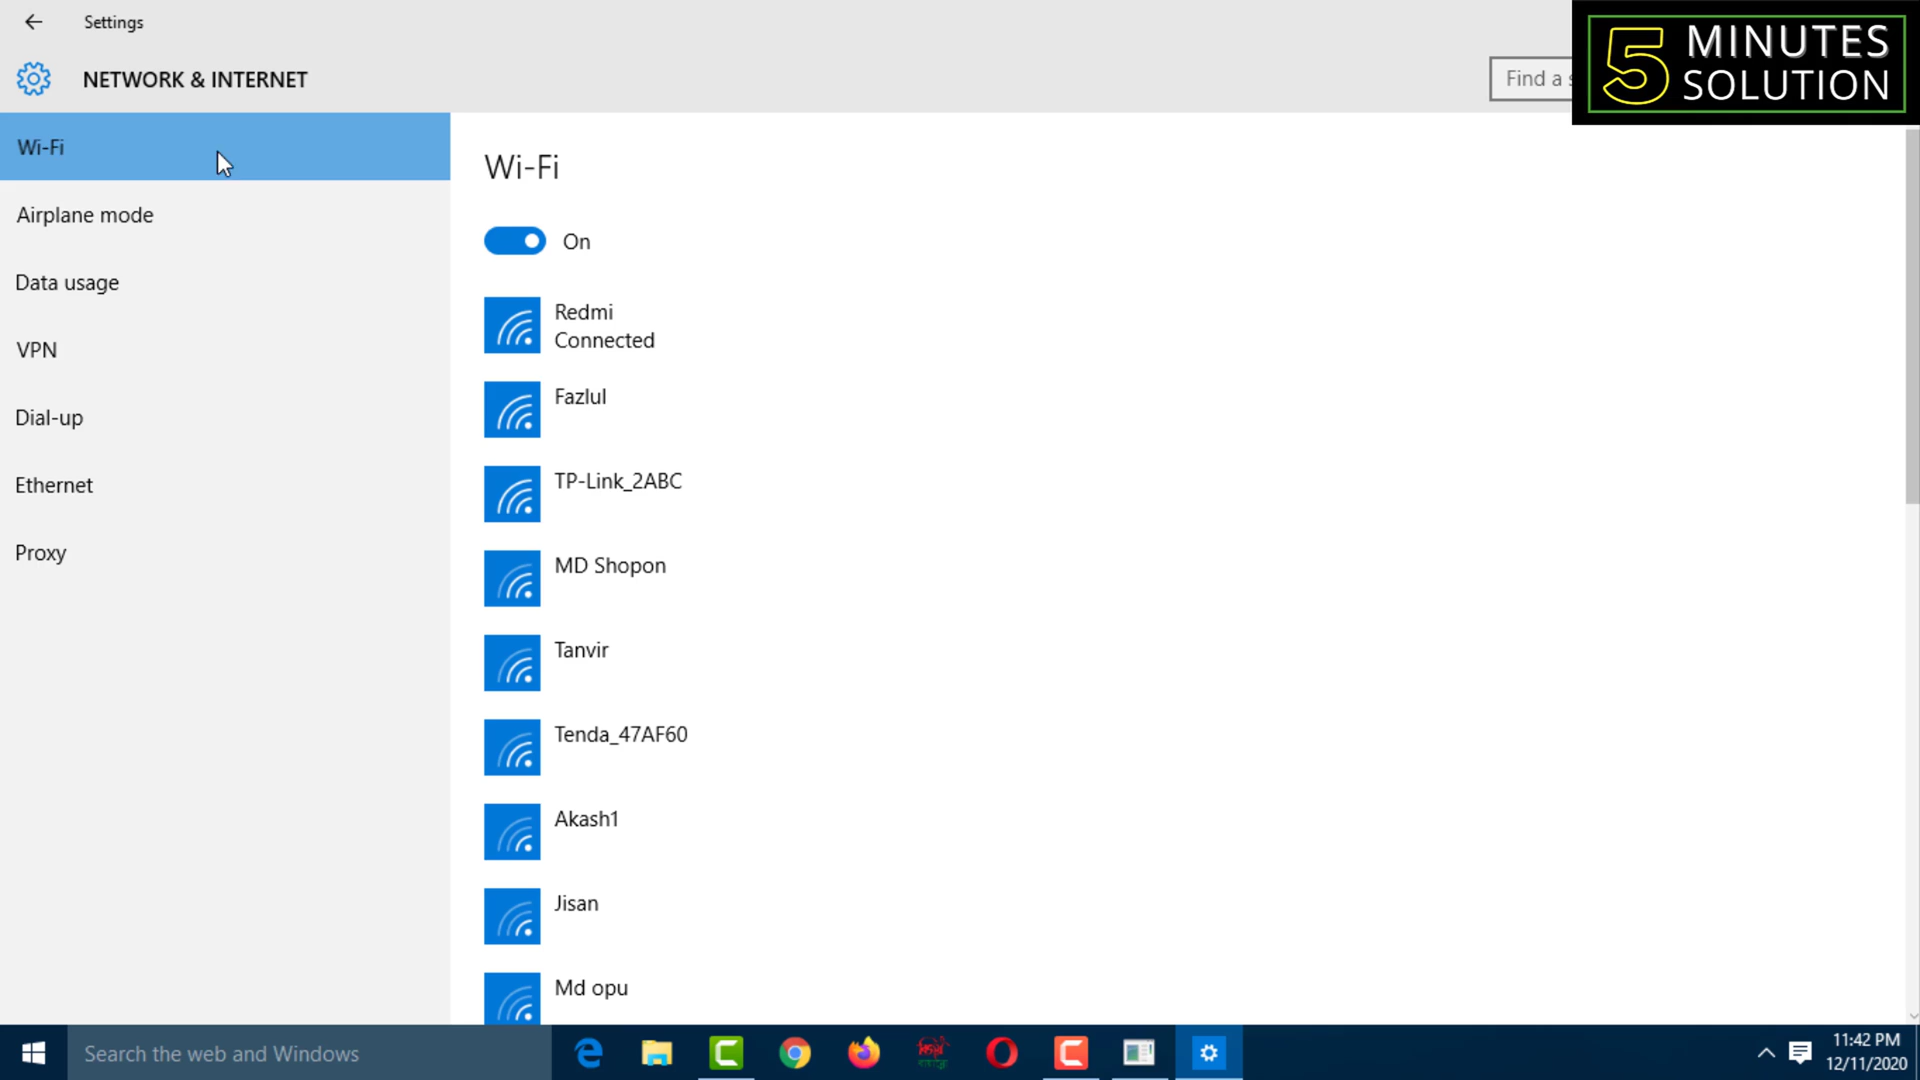 Settings
NETWORK & INTERNET
Find a s
5 MINUTES
SOLUTION
Wi-Fi
Airplane mode
Data usage
VPN
Dial-up
Ethernet
Proxy
Wi-Fi
On
Redmi
Connected
Fazlul
TP-Link_2ABC
MD Shopon
Tanvir
Tenda_47AF60
Akash1
Jisan
Md opu
Search the web and Windows
11:42 PM
12/11/2020